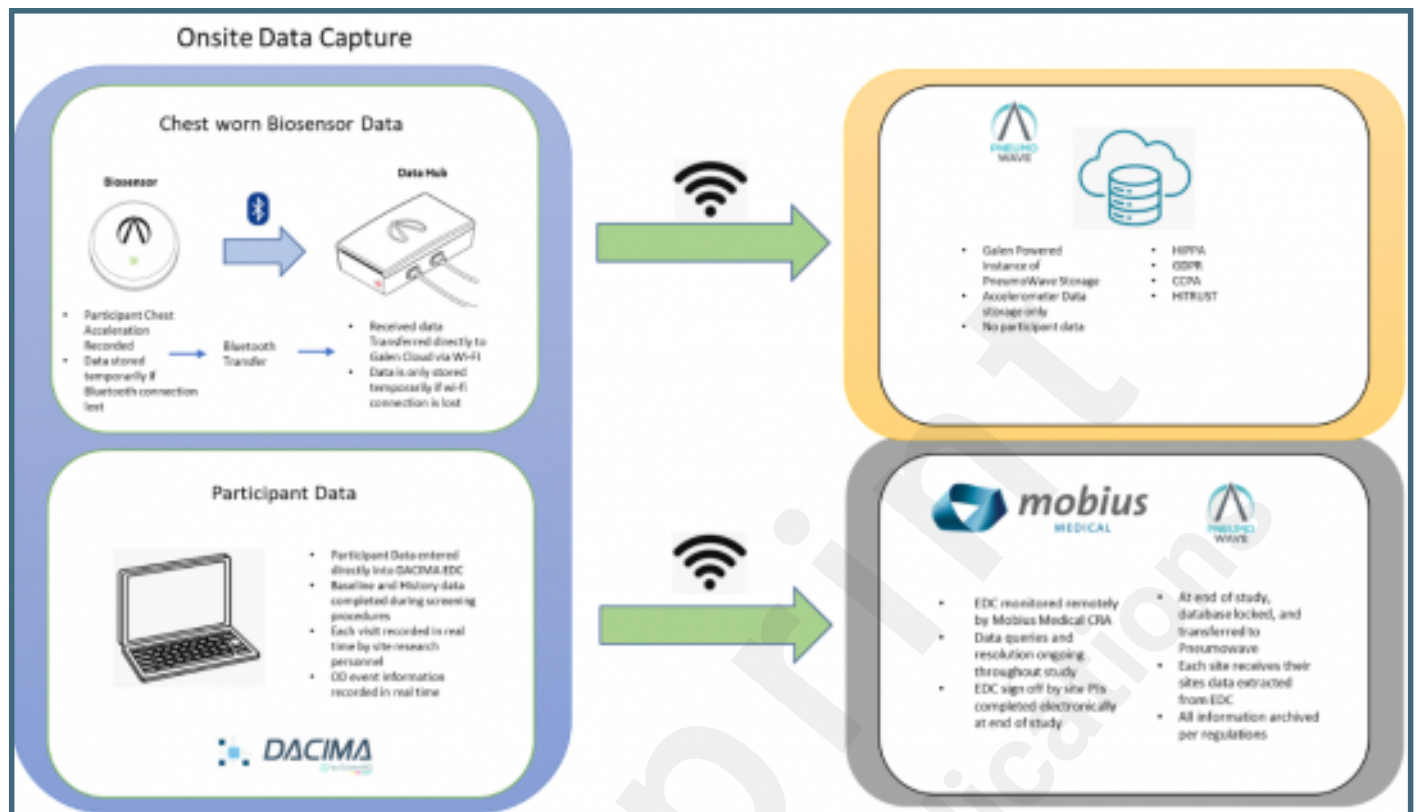 Onsite Data Capture
Chest worn Biosensor Data
Biosensor
Data Hub
• Participant Chest
Acceleration
Recorded
• Data stored
temporarily if
Bluetooth connection
lost
Bluetooth
Transfer
• Received data
Transferred directly to
Galen Cloud via WI-FI
• Data is only stored
temporarily if wi-fi
connection is lost
PNEUMO
WAVE
• Galen Powered
Instance of
PneumoWave Storage
• Accelerometer Data
storage only
• No participant data
• HIPPA
• GDPR
• CCPA
• HITRUST
Participant Data
• Participant Data entered
directly into DACIMA EDC
• Baseline and History data
completed during screening
procedures
• Each visit recorded in real
time by site research
personnel
• OD event information
recorded in real time
DACIMA
mobius
MEDICAL
PNEUMO
WAVE
• EDC monitored remotely
by Mobius Medical CRA
• Data queries and
resolution ongoing
throughout study
• EDC sign off by site PIs
completed electronically
at end of study
• At end of study,
database locked, and
transferred to
Pneumowave
• Each site receives their
sites data extracted
from EDC
• All information archived
per regulations
print
lications